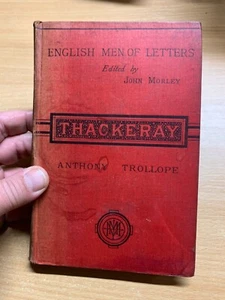 ENGLISH MEN OF LETTERS
Edited by
JOHN MORLEY
THACKERAY
ANTHONY TROLLOPE